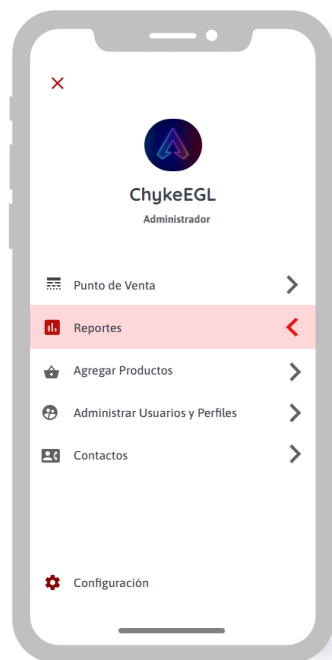 ChykeEGL
Administrador
Punto de Venta
Reportes
Agregar Productos
Administrar Usuarios y Perfiles
Contactos
Configuración